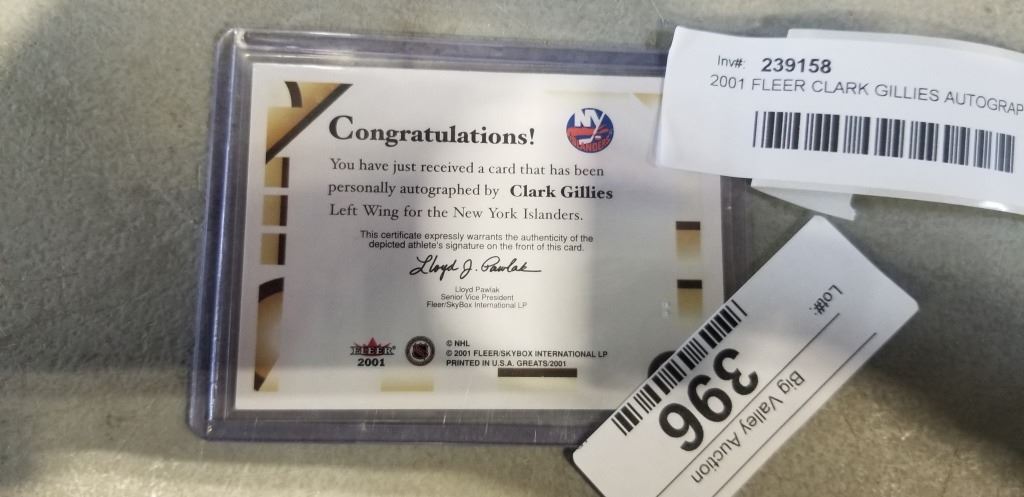 Congratulations!
NY
ISLANDERS
You have just received a card that has been
personally autographed by Clark Gillies
Left Wing for the New York Islanders.
This certificate expressly warrants the authenticity of the
depicted athlete's signature on the front of this card.
Lloyd J. Pawlak
Lloyd Pawlak
Senior Vice President
Fleer/SkyBox International LP
FLEER
2001
© NHL
© 2001 FLEER/SKYBOX INTERNATIONAL LP
PRINTED IN U.S.A. GREATS/2001
Inv#: 239158
2001 FLEER CLARK GILLIES AUTOGRAP
Lot#:
396
Big Valley Auction